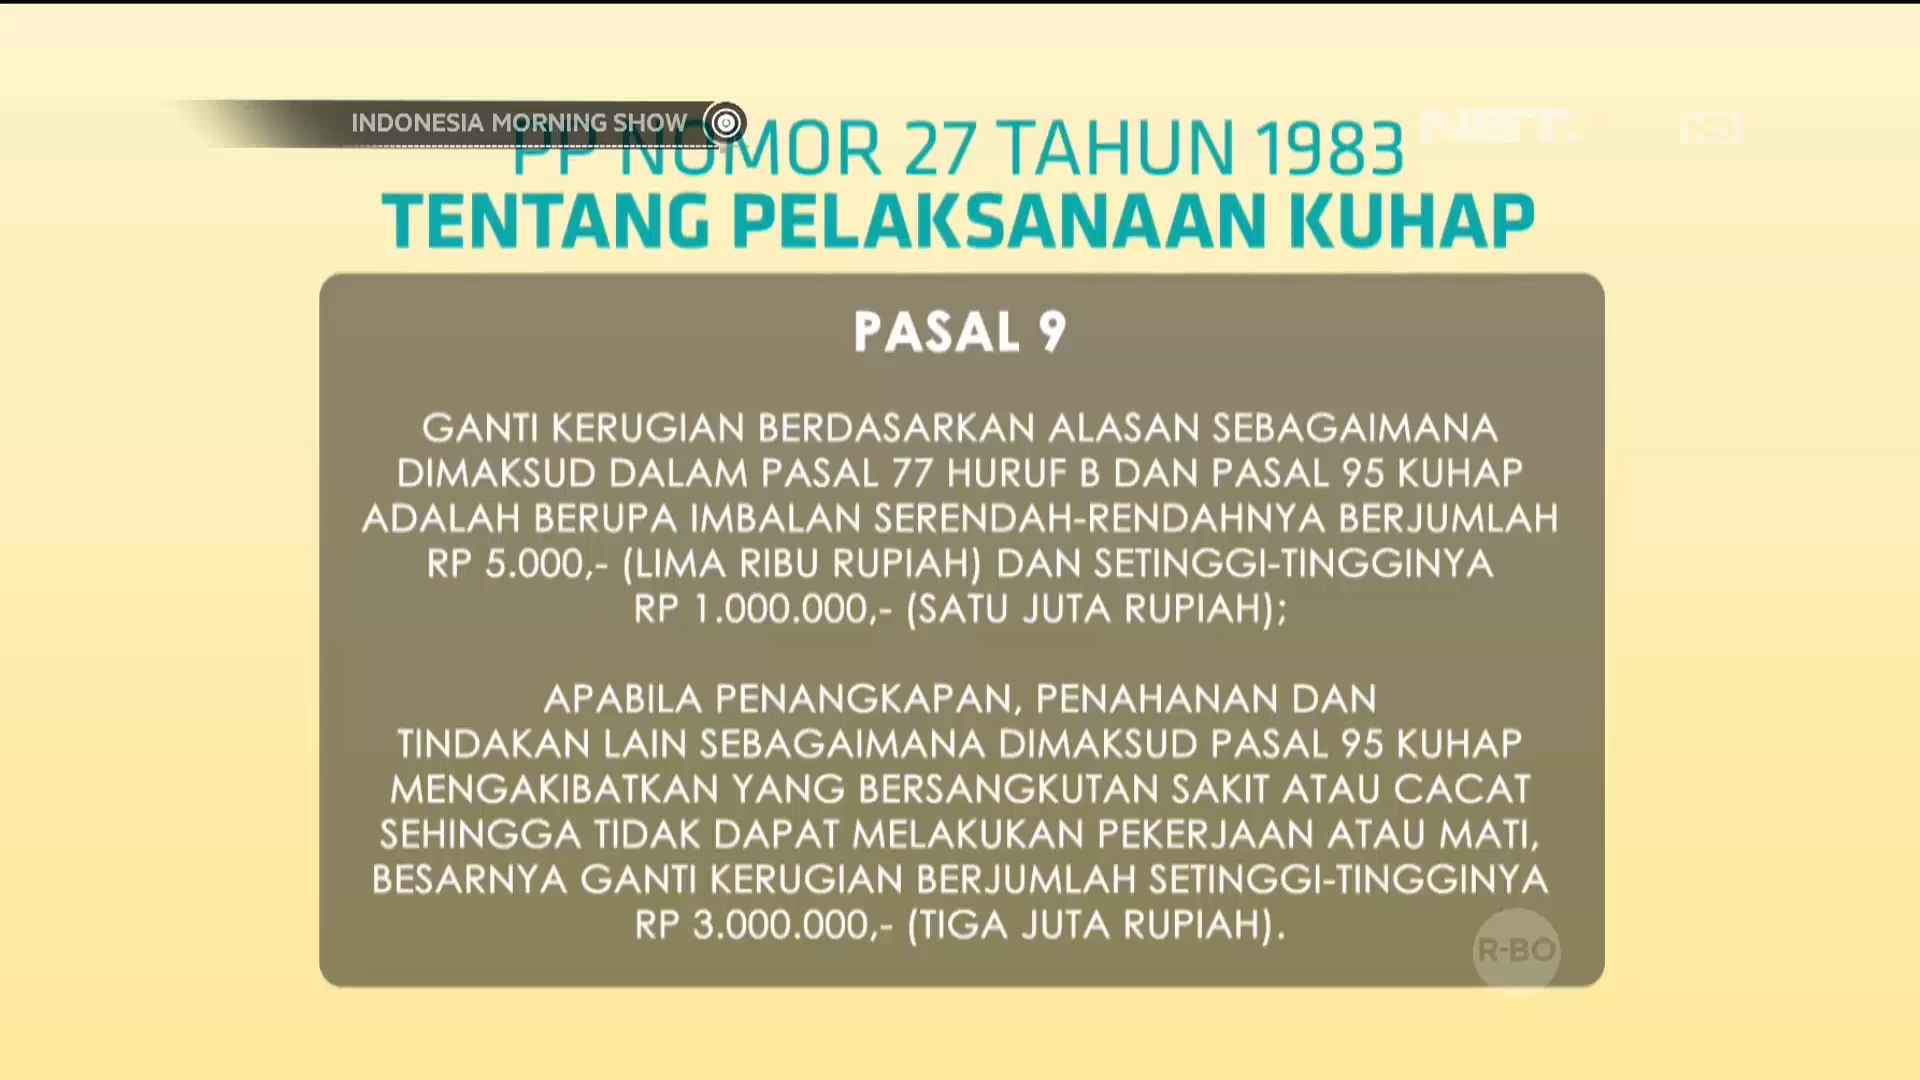 INDONESIA MORNING SHOW
NET.
HD
PP NOMOR 27 TAHUN 1983
TENTANG PELAKSANAAN KUHAP
PASAL 9
GANTI KERUGIAN BERDASARKAN ALASAN SEBAGAIMANA
DIMAKSUD DALAM PASAL 77 HURUF B DAN PASAL 95 KUHAP
ADALAH BERUPA IMBALAN SERENDAH-RENDAHNYA BERJUMLAH
RP 5.000,- (LIMA RIBU RUPIAH) DAN SETINGGI-TINGGINYA
RP 1.000.000,- (SATU JUTA RUPIAH);
APABILA PENANGKAPAN, PENAHANAN DAN
TINDAKAN LAIN SEBAGAIMANA DIMAKSUD PASAL 95 KUHAP
MENGAKIBATKAN YANG BERSANGKUTAN SAKIT ATAU CACAT
SEHINGGA TIDAK DAPAT MELAKUKAN PEKERJAAN ATAU MATI,
BESARNYA GANTI KERUGIAN BERJUMLAH SETINGGI-TINGGINYA
RP 3.000.000,- (TIGA JUTA RUPIAH).
R-BO